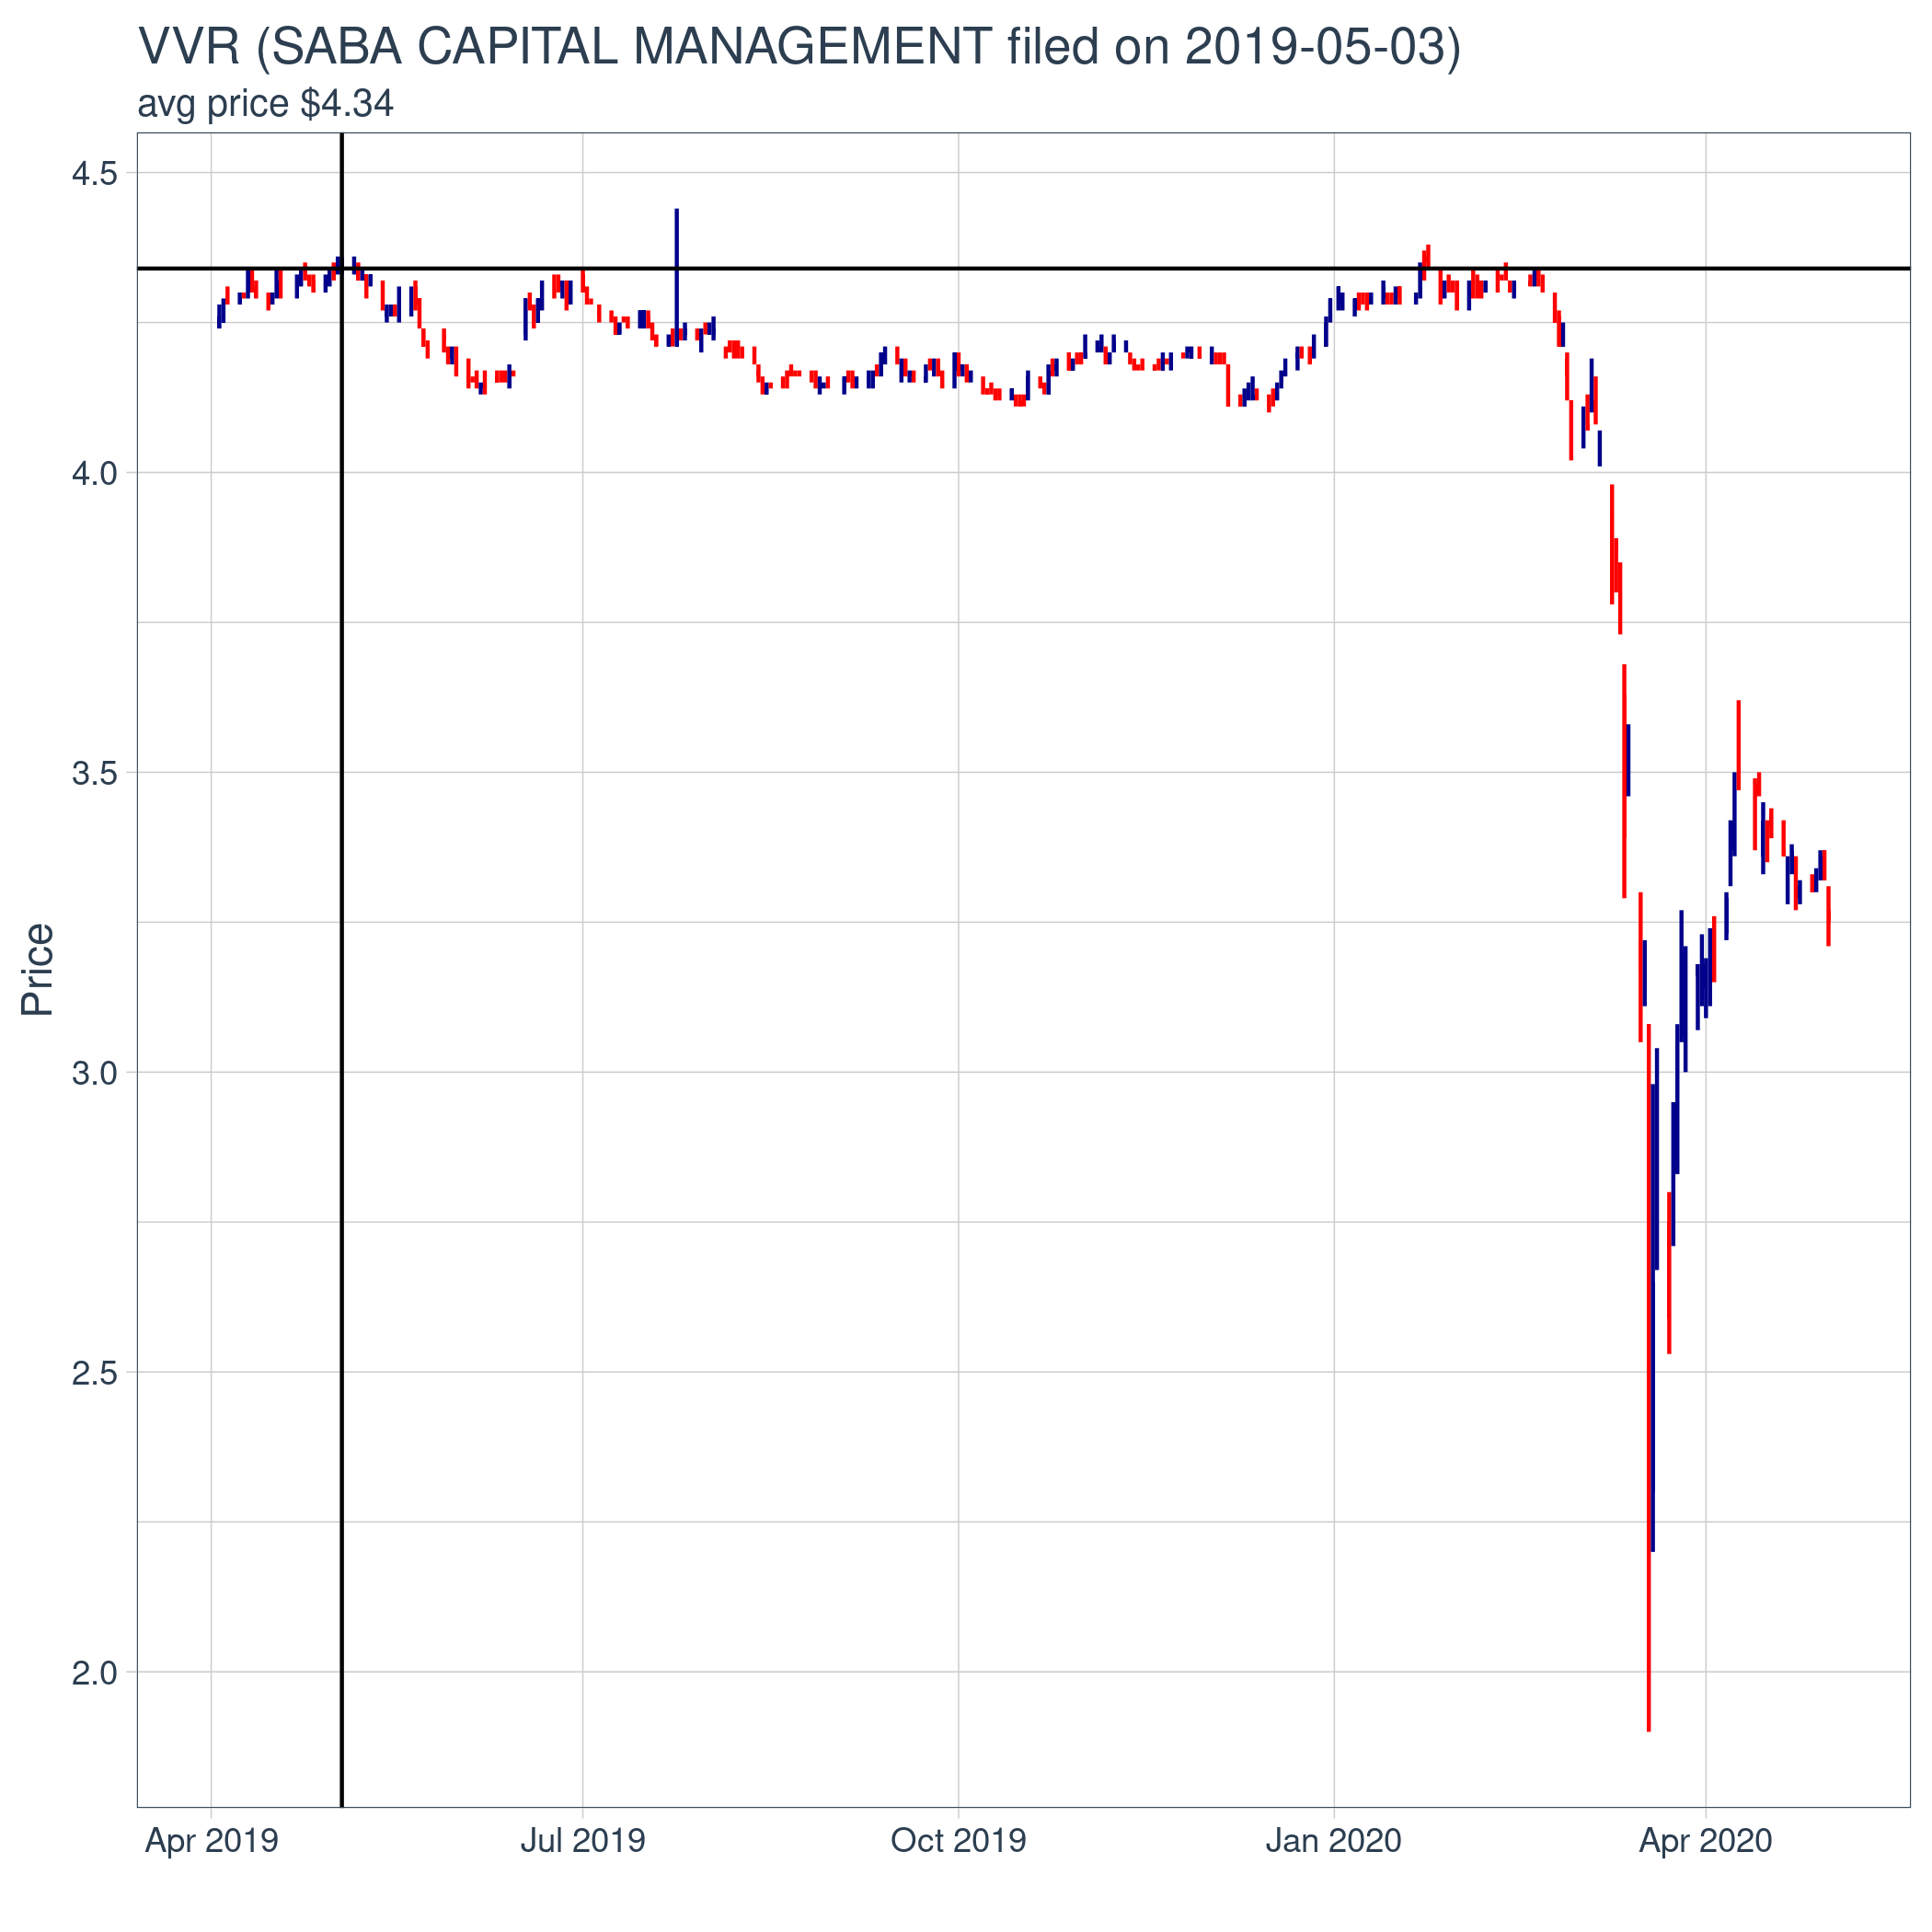 VVR (SABA CAPITAL MANAGEMENT filed on 2019-05-03)
avg price $4.34
4.5
4.0
3.5
3.0
2.5
2.0
Price
Apr 2019 Jul 2019 Oct 2019 Jan 2020 Apr 2020